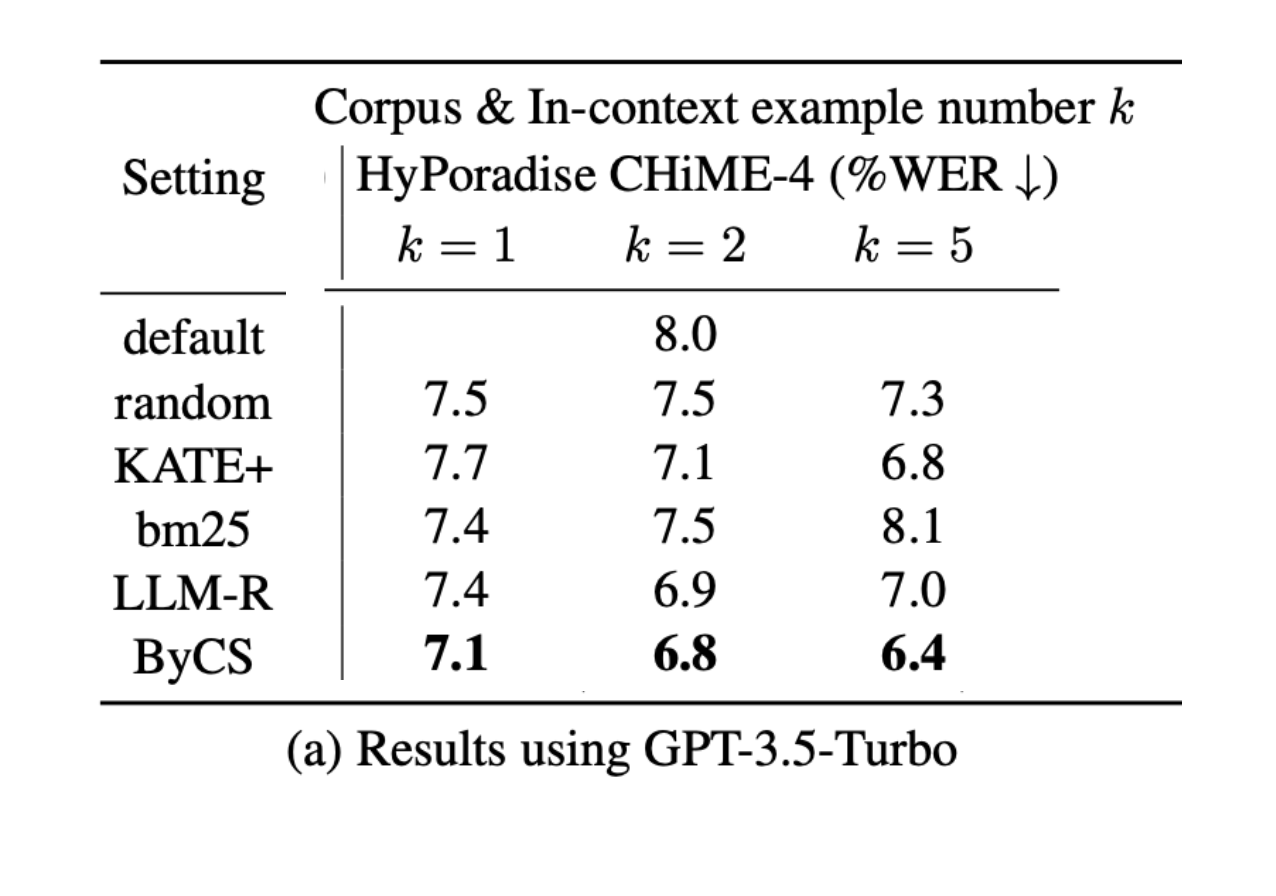 Corpus & In-context example number k
Setting HyPoradise CHiME-4 (%WER ↓)
k = 1 k = 2 k = 5
default 8.0
random 7.5 7.5 7.3
KATE+ 7.7 7.1 6.8
bm25 7.4 7.5 8.1
LLM-R 7.4 6.9 7.0
ByCS 7.1 6.8 6.4
(a) Results using GPT-3.5-Turbo